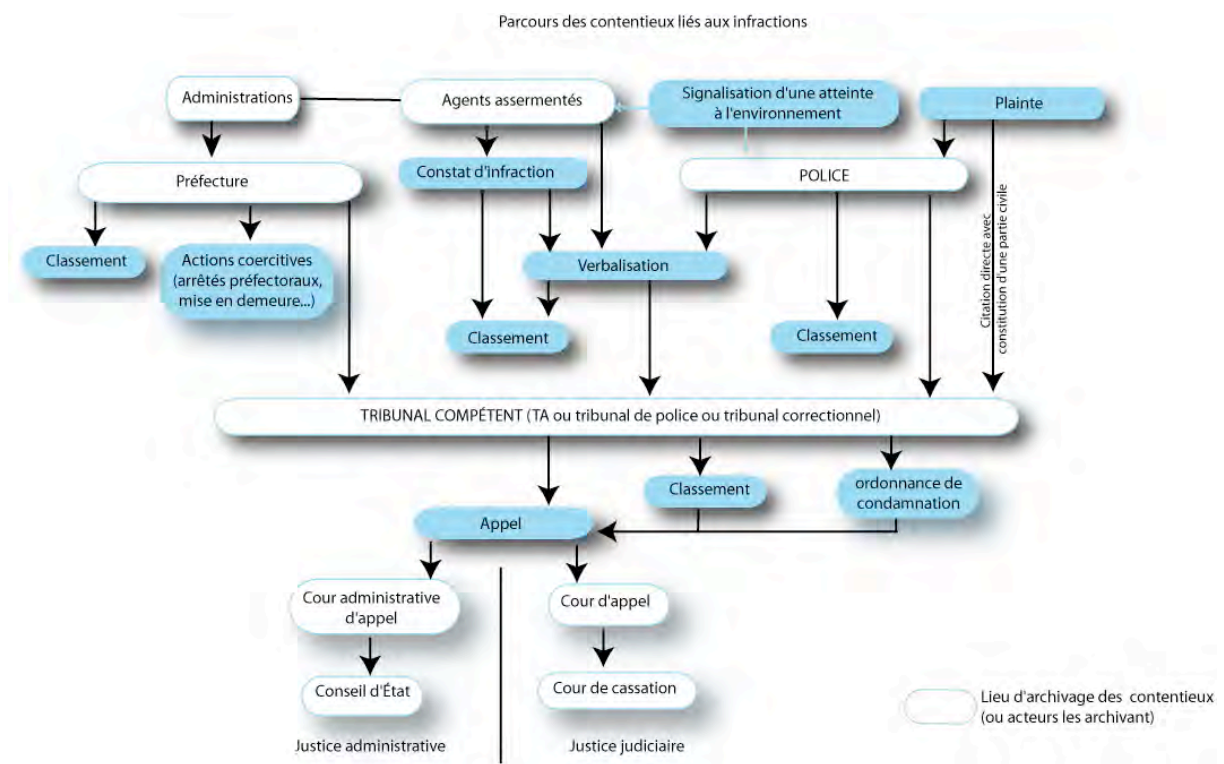 Parcours des contentieux liés aux infractions
Administrations
Agents assermentés
Signalisation d'une atteinte
à l'environnement
Plainte
Préfecture
Constat d'infraction
POLICE
Classement
Actions coercitives
(arrêtés préfectoraux,
mise en demeure...)
Verbalisation
Classement
Classement
Citation directe avec
constitution d'une partie civile
TRIBUNAL COMPÉTENT (TA ou tribunal de police ou tribunal correctionnel)
Classement
ordonnance de
condamnation
Appel
Cour administrative
d'appel
Cour d'appel
Conseil d'État
Cour de cassation
Justice administrative
Justice judiciaire
Lieu d'archivage des contentieux
(ou acteurs les archivant)